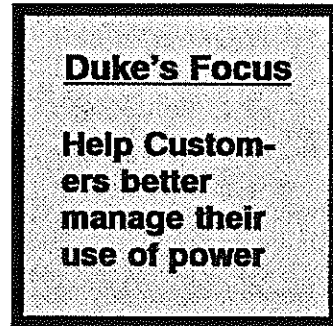 Duke's Focus
Help Custom-
ers better
manage their
use of power